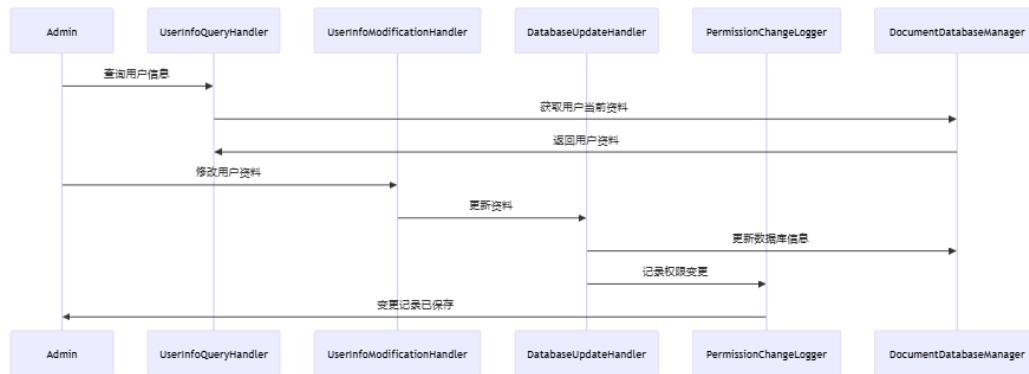 Admin
UserInfoQueryHandler
UserInfoModificationHandler
DatabaseUpdateHandler
PermissionChangeLogger
DocumentDatabaseManager
查询用户信息
获取用户当前资料
返回用户资料
修改用户资料
更新资料
更新数据库信息
记录权限变更
变更记录已保存
Admin
UserInfoQueryHandler
UserInfoModificationHandler
DatabaseUpdateHandler
PermissionChangeLogger
DocumentDatabaseManager